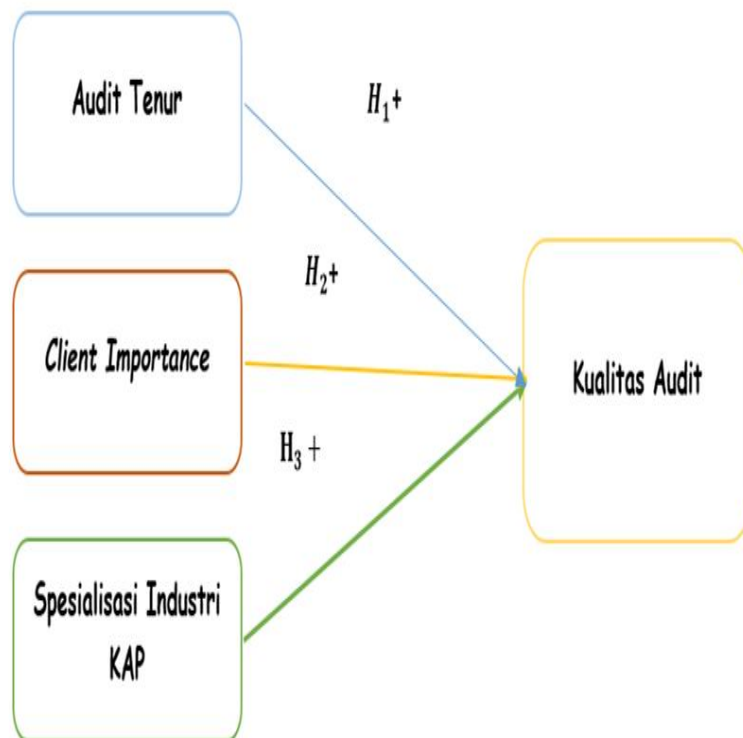 Audit Tenur
H₁+
H₂+
Client Importance
Kualitas Audit
H₃ +
Spesialisasi Industri
KAP